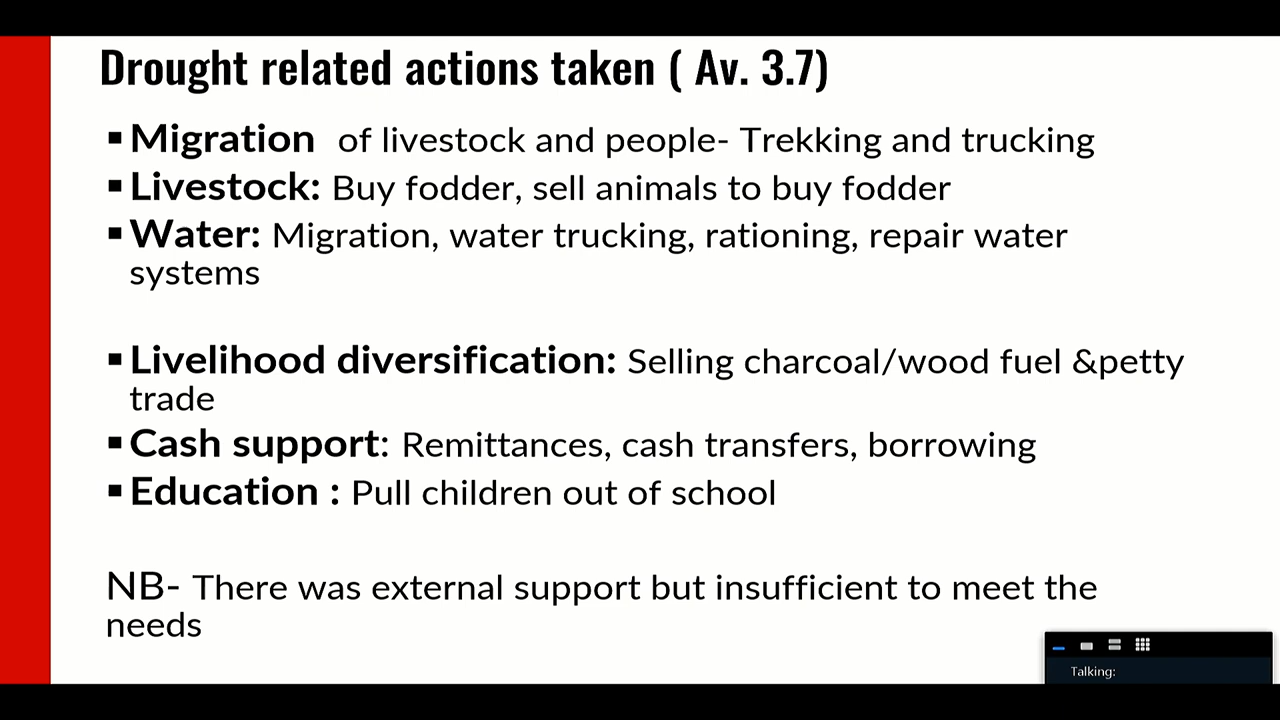 Drought related actions taken ( Av. 3.7)
▪Migration of livestock and people- Trekking and trucking
▪Livestock: Buy fodder, sell animals to buy fodder
▪Water: Migration, water trucking, rationing, repair water
systems
▪Livelihood diversification: Selling charcoal/wood fuel &petty
trade
▪Cash support: Remittances, cash transfers, borrowing
▪Education : Pull children out of school
NB- There was external support but insufficient to meet the
needs
Talking: